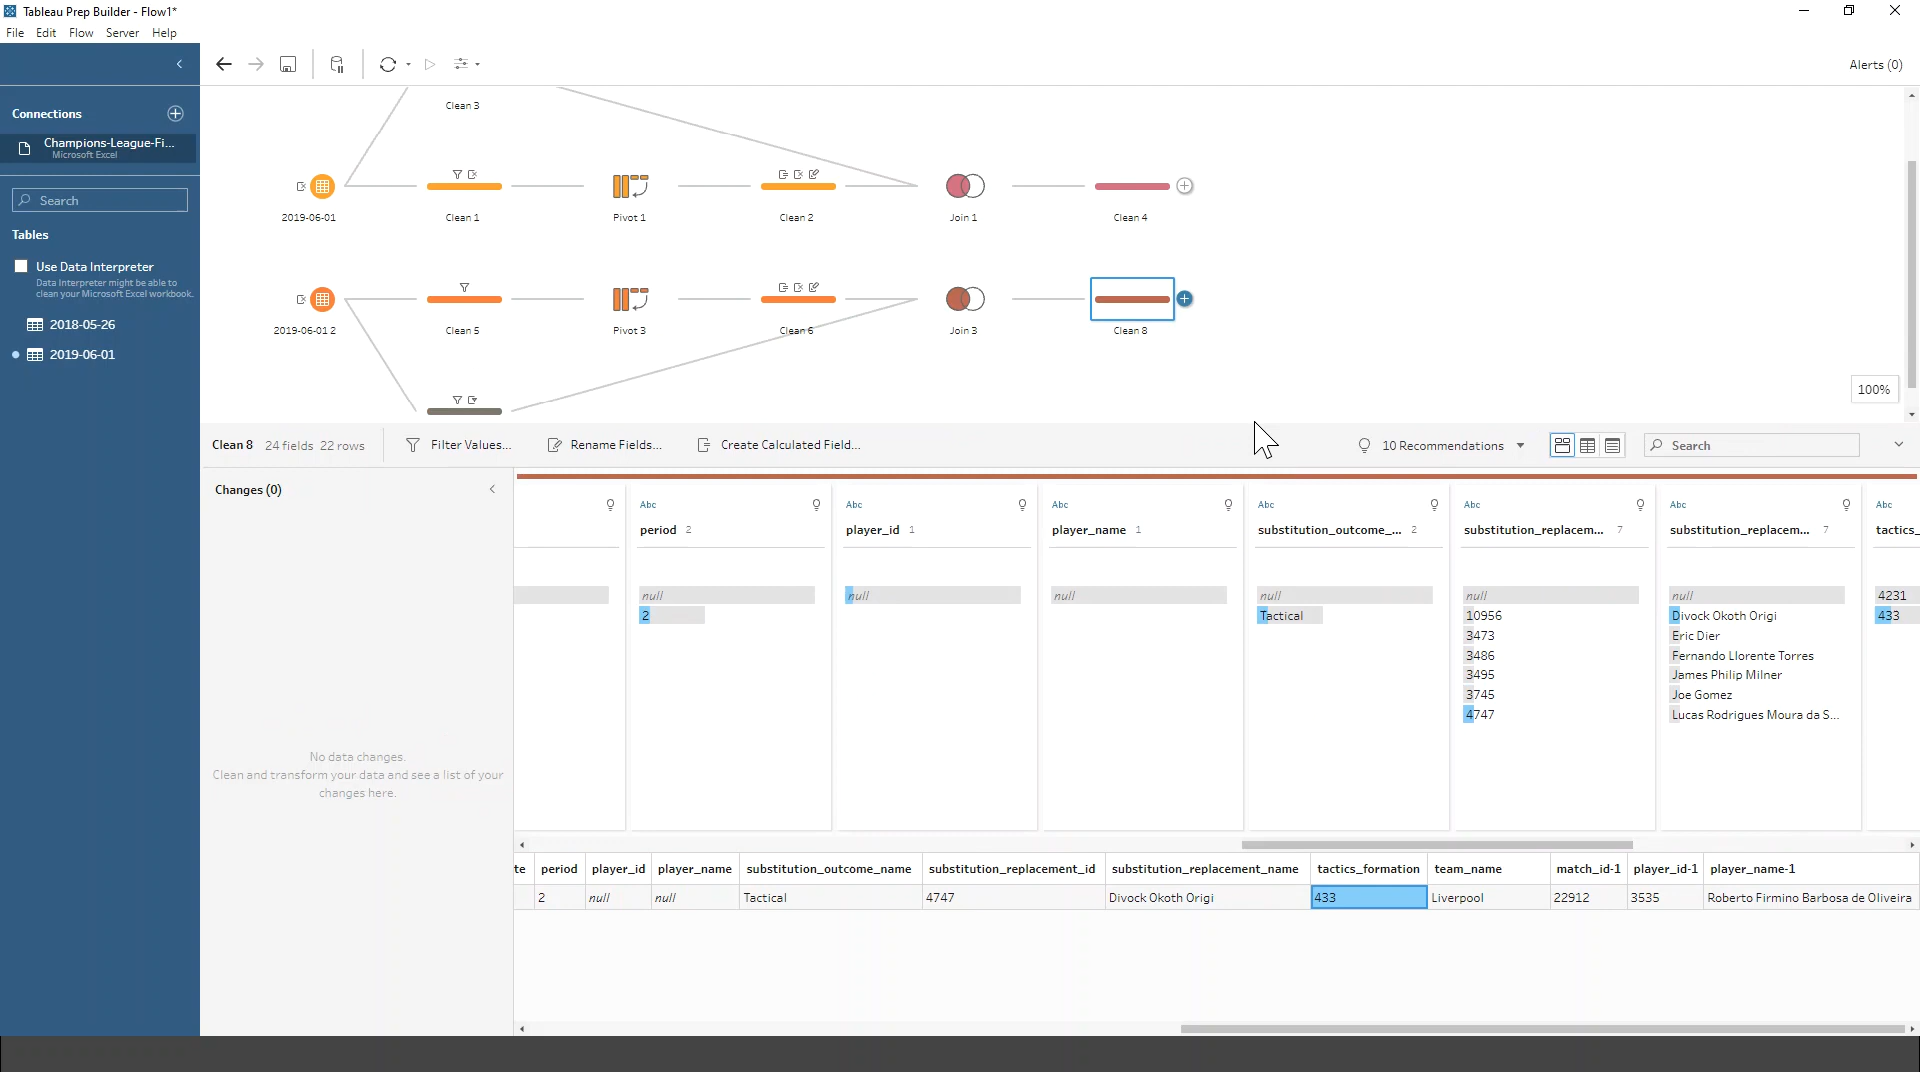 Tableau Prep Builder - Flow1*
File Edit Flow Server Help
Alerts (0)
Connections
Champions-League-Fi...
Microsoft Excel
Search
Tables
Use Data Interpreter
Data Interpreter might be able to
clean your Microsoft Excel workbook.
2018-05-26
2019-06-01
Clean 3
2019-06-01 Clean 1 Pivot 1 Clean 2 Join 1 Clean 4
2019-06-01 2 Clean 5 Pivot 3 Clean 6 Join 3 Clean 8
100%
Clean 8 24 fields 22 rows Filter Values... Rename Fields... Create Calculated Field... 10 Recommendations Search
Changes (0)
No data changes.
Clean and transform your data and see a list of your
changes here.
Abc Abc Abc Abc Abc Abc Abc
period 2 player_id 1 player_name 1 substitution_outcome_... 2 substitution_replacem... 7 substitution_replacem... 7 tactics_
null null null null null null 4231
2 Tactical 10956 Divock Okoth Origi 433
3473 Eric Dier
3486 Fernando Llorente Torres
3495 James Philip Milner
3745 Joe Gomez
4747 Lucas Rodrigues Moura da S...
te period player_id player_name substitution_outcome_name substitution_replacement_id substitution_replacement_name tactics_formation team_name match_id-1 player_id-1 player_name-1
2 null null Tactical 4747 Divock Okoth Origi 433 Liverpool 22912 3535 Roberto Firmino Barbosa de Oliveira